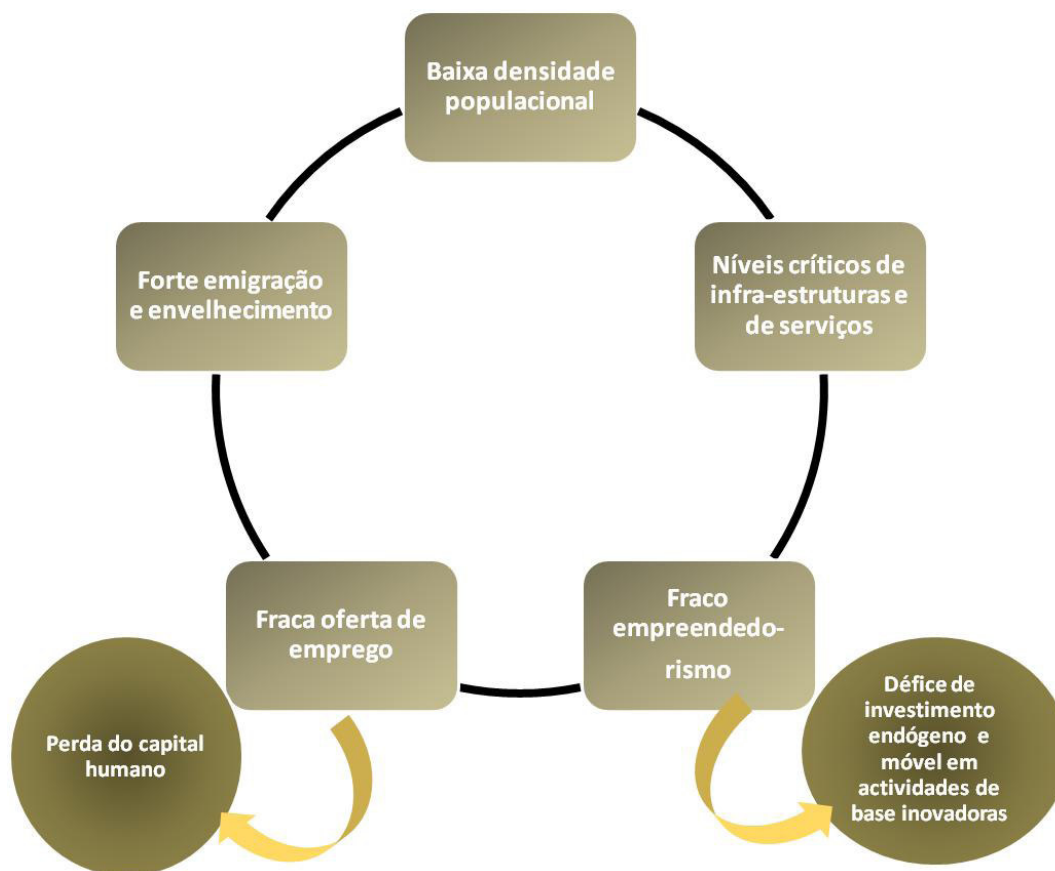 Baixa densidade
populacional
Forte emigração
e envelhecimento
Níveis críticos de
infra-estruturas e
de serviços
Fraca oferta de
emprego
Fraco
empreendedo-
rismo
Perda do capital
humano
Défice de
investimento
endógeno e
móvel em
actividades de
base inovadoras